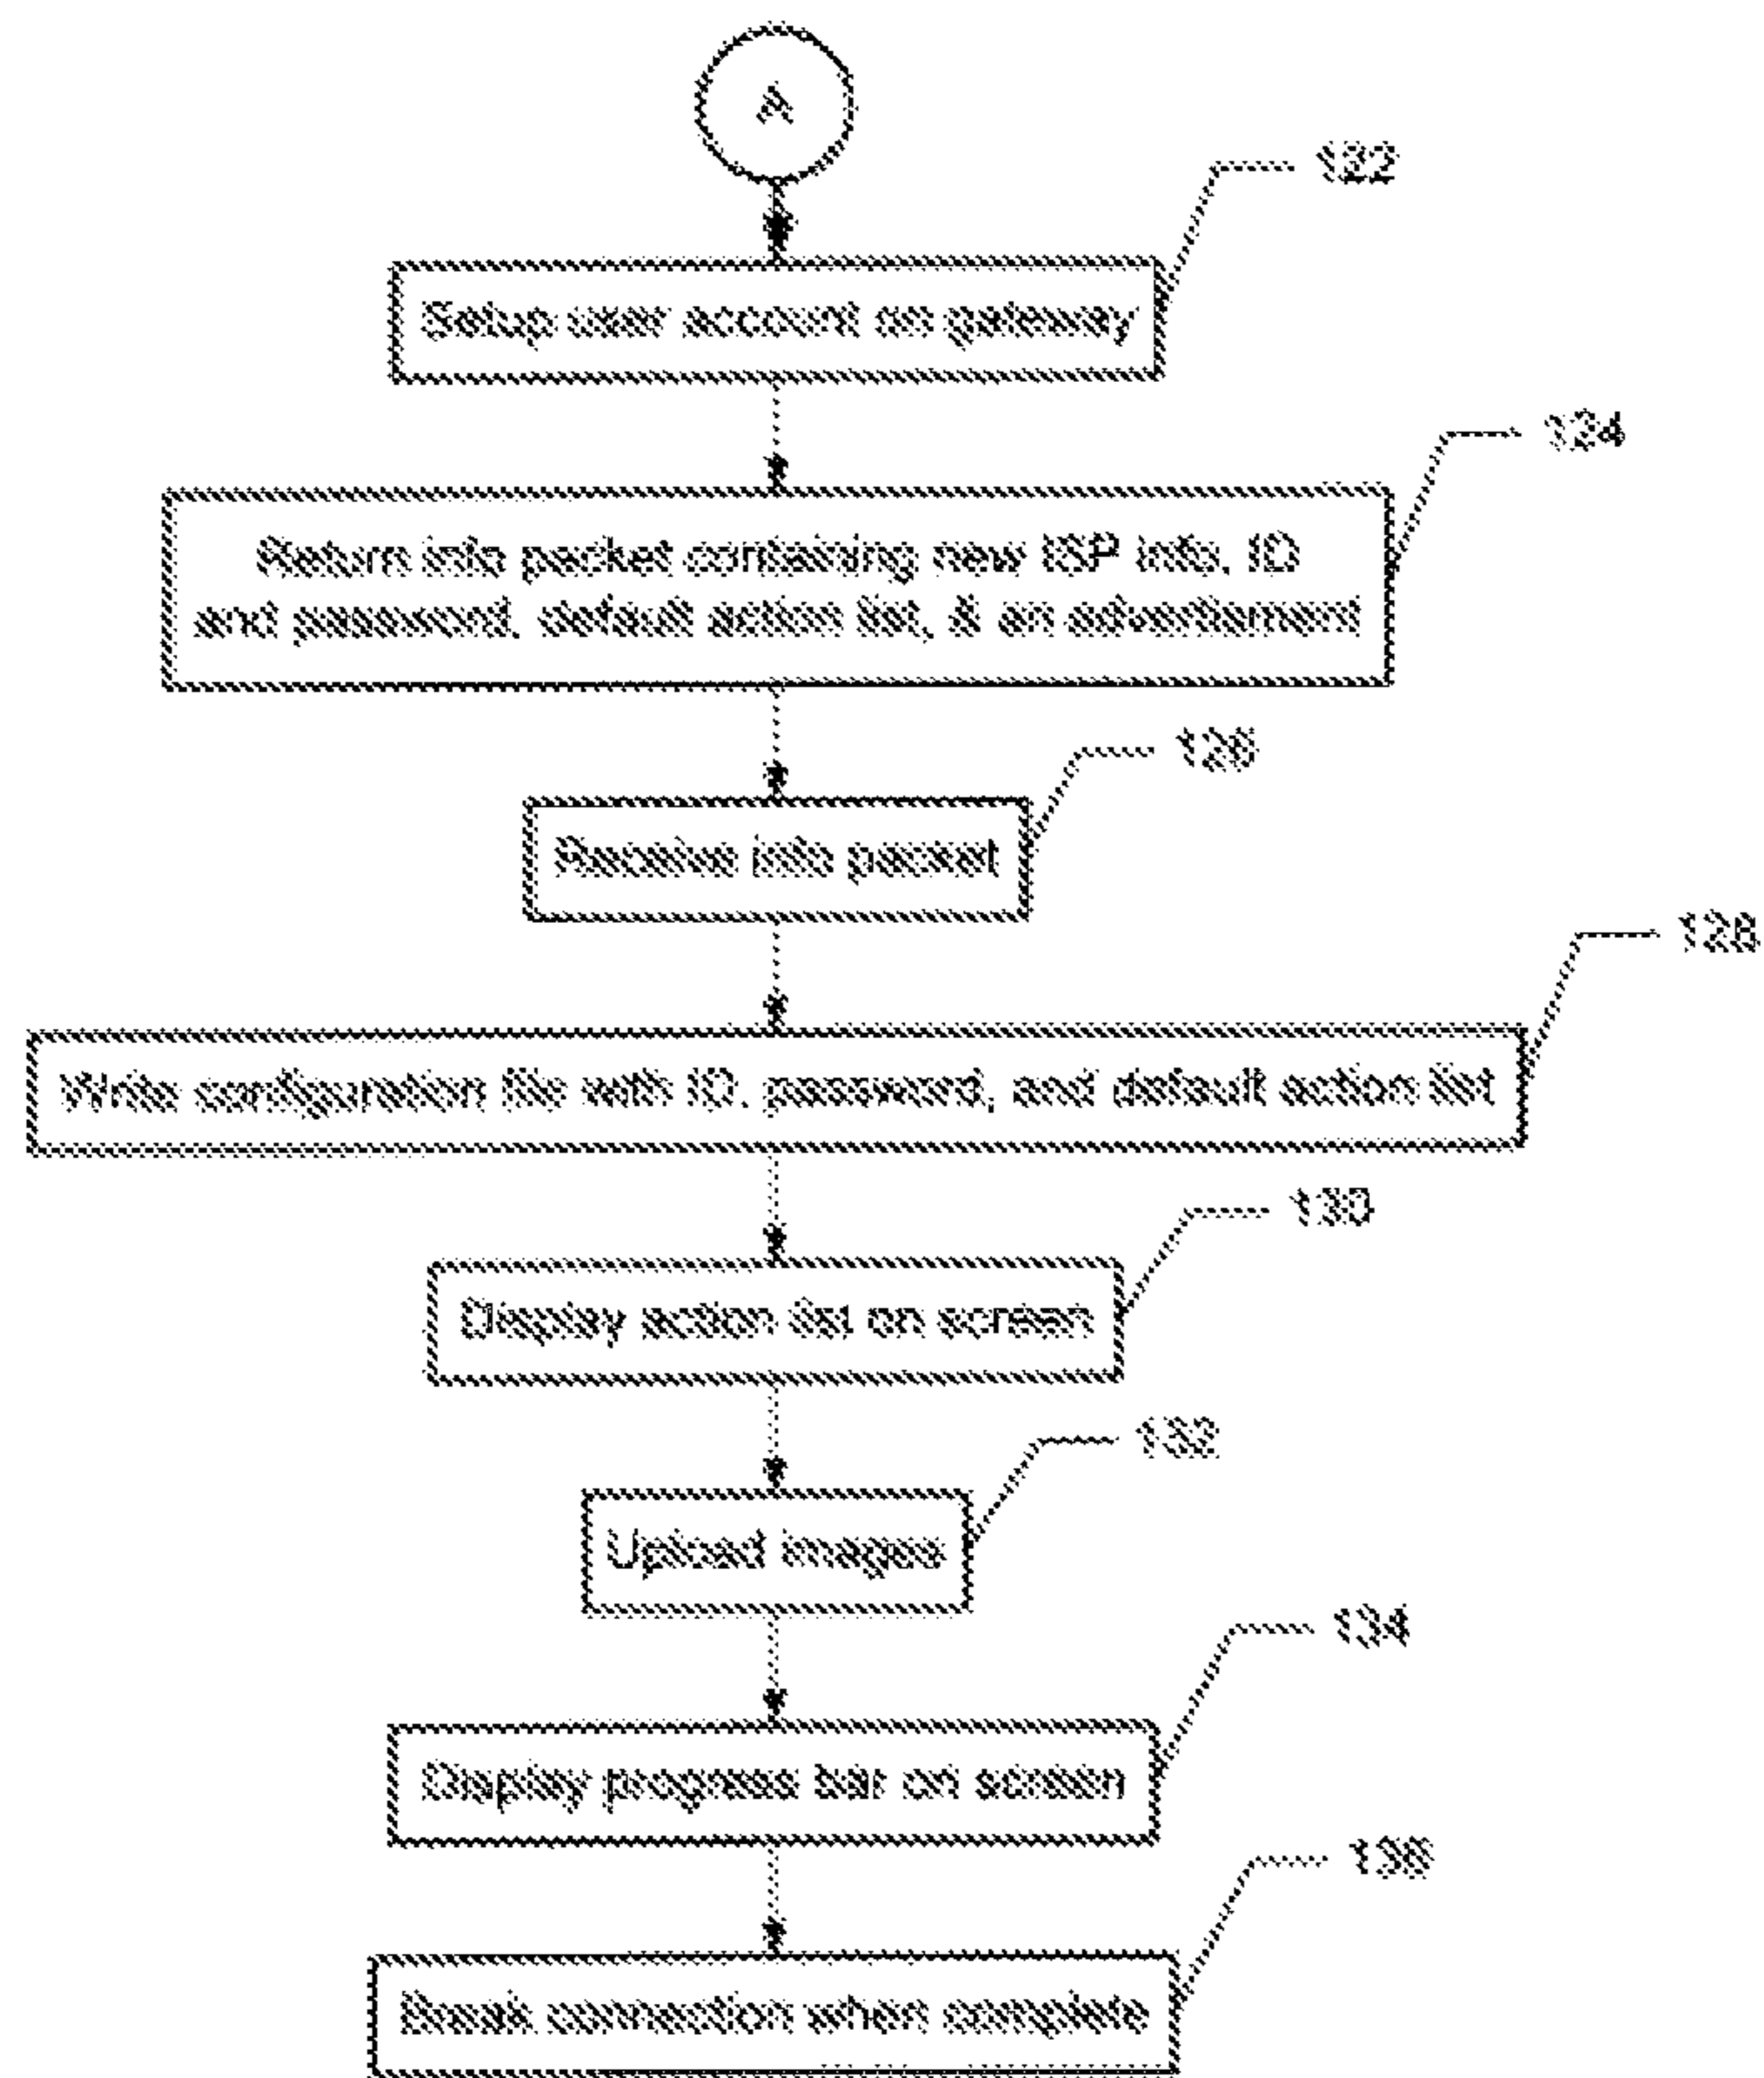 A
122
Setup user account on gateway
124
Return info packet containing new ISP info, ID
and password, default action list, & an advertisment
126
Receive info packet
128
Write configuration file with ID, password, and default action list
130
Display action list on screen
132
Upload images
134
Display progress bar on screen
136
Break connection when complete